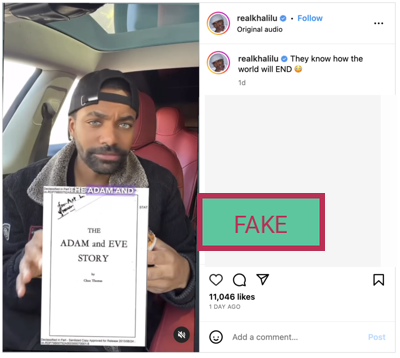 realkhalilu • Follow
Original audio
realkhalilu They know how the
world will END 😳
1d
THE ADAM AND
THE
ADAM and EVE
STORY
by
Chan Thomas
FAKE
11,046 likes
1 DAY AGO
Add a comment...
Post